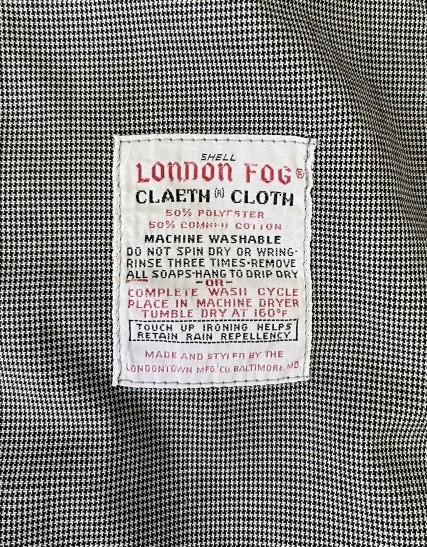 SHELL
LONDON FOG®
CLAETH (R) CLOTH
50% POLYESTER
50% COMBED COTTON
MACHINE WASHABLE
DO NOT SPIN DRY OR WRING-
RINSE THREE TIMES·REMOVE
ALL SOAPS·HANG TO DRIP DRY
-OR-
COMPLETE WASH CYCLE
PLACE IN MACHINE DRYER
TUMBLE DRY AT 160°F
TOUCH UP IRONING HELPS
RETAIN RAIN REPELLENCY
MADE AND STYLED BY THE
LONDONTOWN MFG. CO. BALTIMORE, MD.